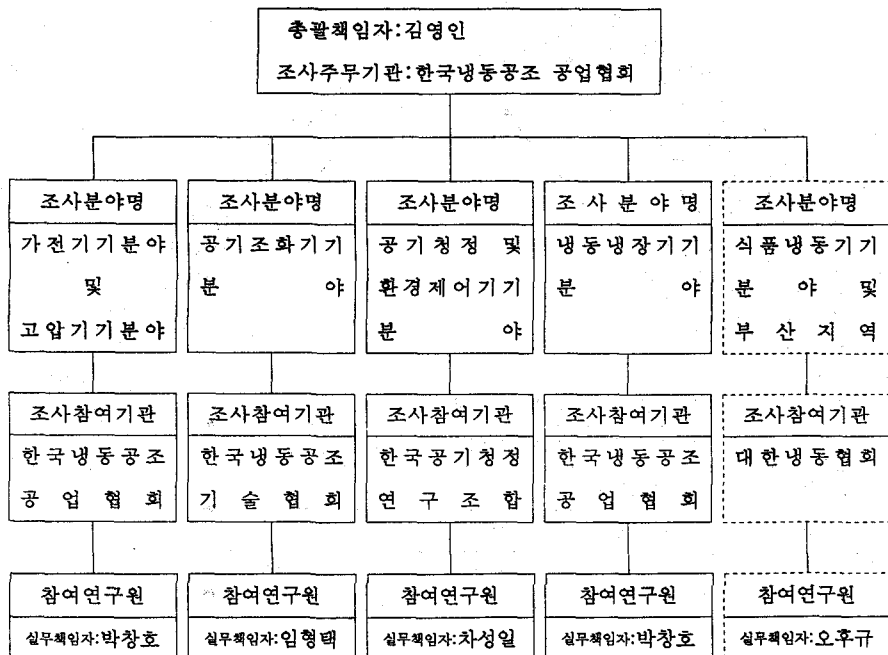 총괄책임자:김영인
조사주무기관:한국냉동공조 공업협회
조사분야명
가전기기분야
및
고압기기분야
조사분야명
공기조화기기
분야
조사분야명
공기청정 및
환경제어기기
분야
조사분야명
냉동냉장기기
분야
조사분야명
식품냉동기기
분야 및
부산지역
조사참여기관
한국냉동공조
공업협회
조사참여기관
한국냉동공조
기술협회
조사참여기관
한국공기청정
연구조합
조사참여기관
한국냉동공조
공업협회
조사참여기관
대한냉동협회
참여연구원
실무책임자:박창호
참여연구원
실무책임자:임형택
참여연구원
실무책임자:차성일
참여연구원
실무책임자:박창호
참여연구원
실무책임자:오후규